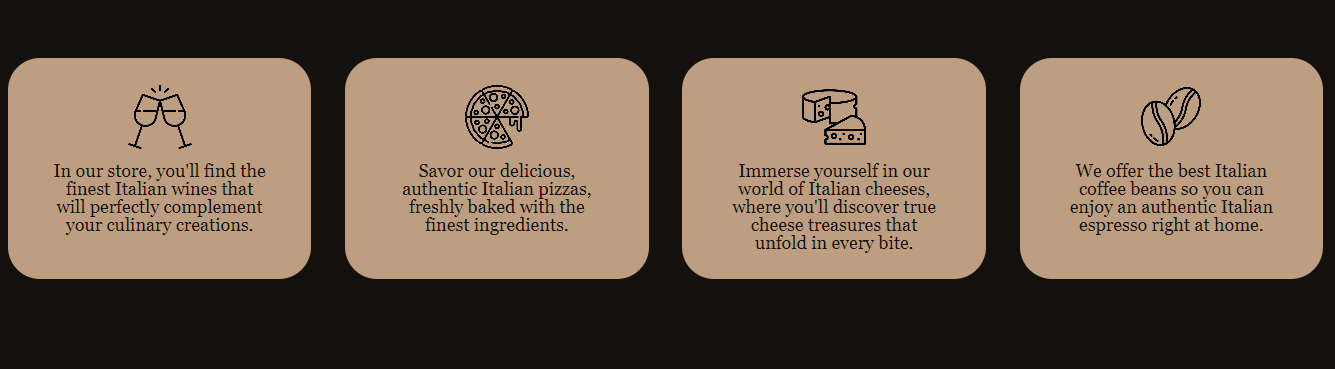 In our store, you'll find the
finest Italian wines that
will perfectly complement
your culinary creations.
Savor our delicious,
authentic Italian pizzas,
freshly baked with the
finest ingredients.
Immerse yourself in our
world of Italian cheeses,
where you'll discover true
cheese treasures that
unfold in every bite.
We offer the best Italian
coffee beans so you can
enjoy an authentic Italian
espresso right at home.